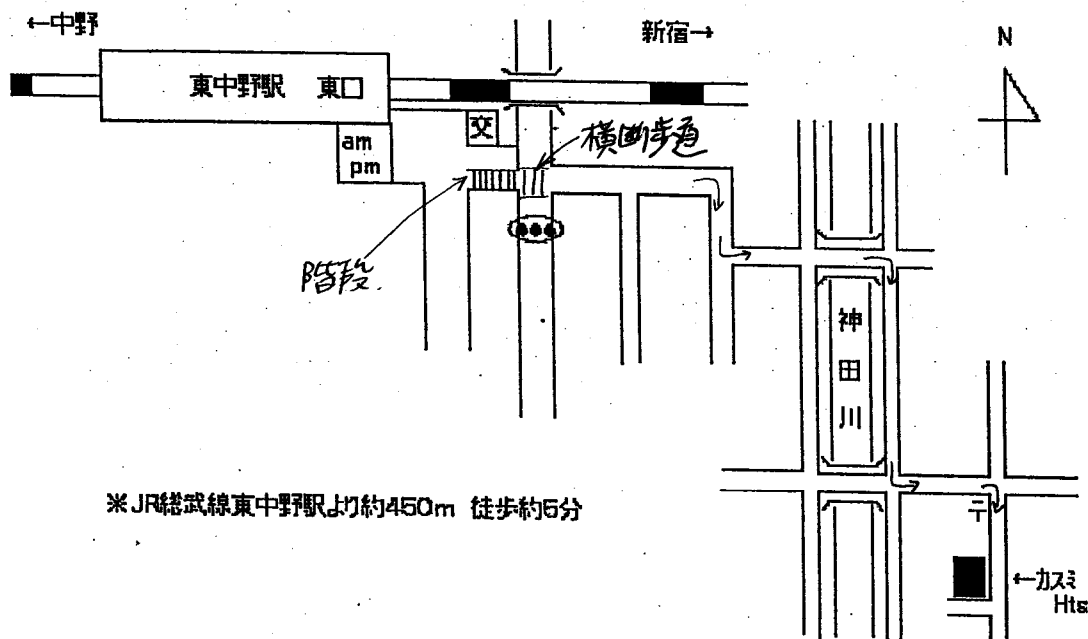 ←中野
新宿→
N
東中野駅 東口
交
am
pm
横断歩道
階段.
神
田
川
※JR総武線東中野駅より約450m 徒歩約6分
〒
←カスミ
Hts